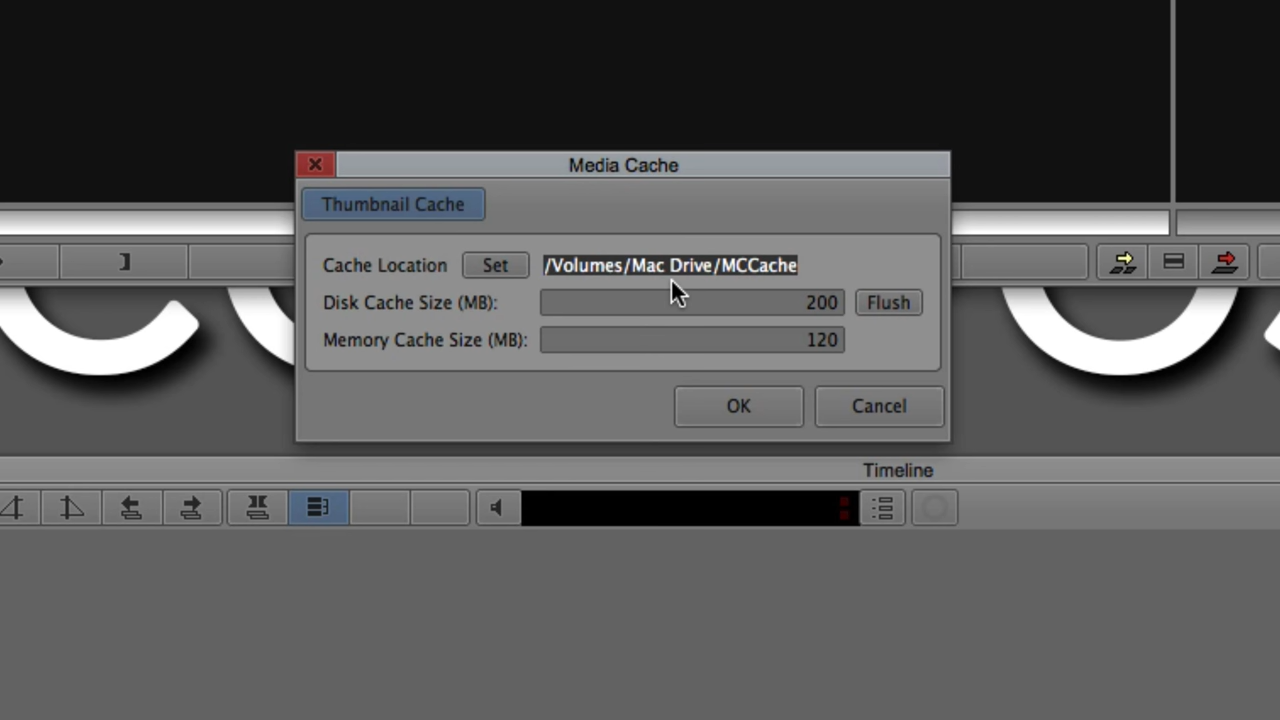 Media Cache
Thumbnail Cache
Cache Location Set /Volumes/Mac Drive/MCCache
Disk Cache Size (MB): 200 Flush
Memory Cache Size (MB): 120
OK Cancel
Timeline